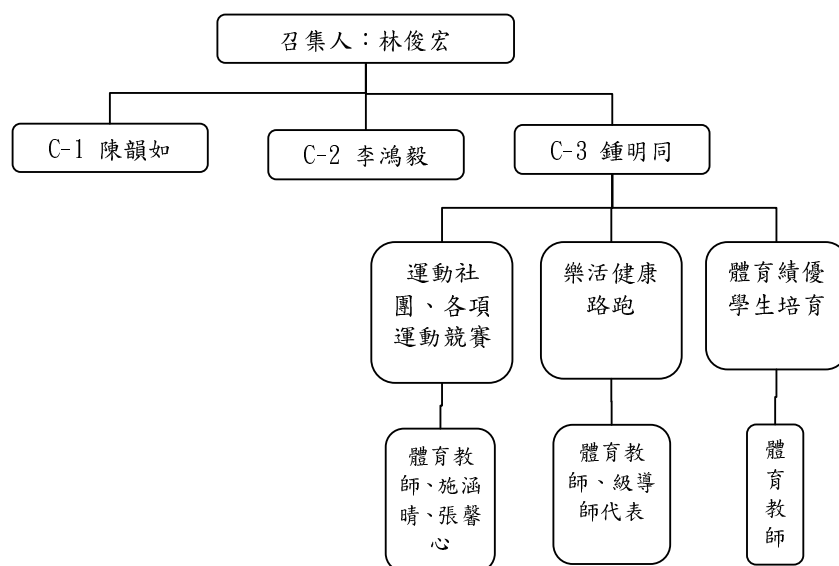 召集人：林俊宏
C-1 陳韻如
C-2 李鴻毅
C-3 鍾明同
運動社
團、各項
運動競賽
樂活健康
路跑
體育績優
學生培育
體育教
師、施涵
晴、張馨
心
體育教
師、級導
師代表
體
育
教
師